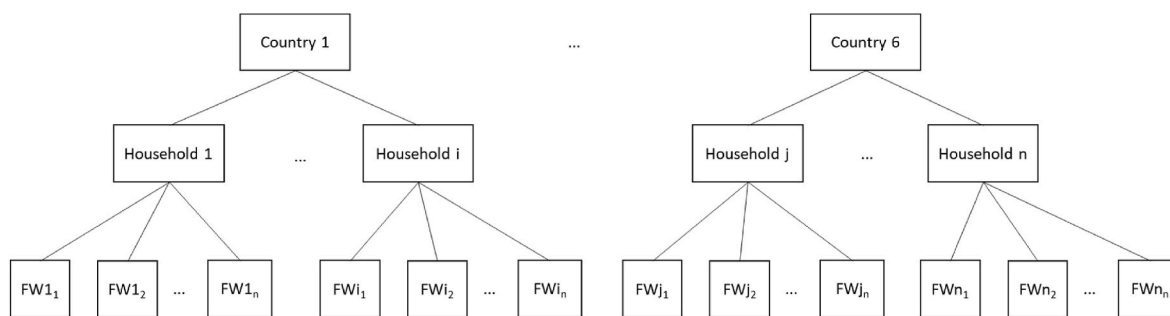 Country 1 ... Country 6
Household 1 ... Household i Household j ... Household n
FW1₁ FW1₂ ... FW1ₙ FWi₁ FWi₂ ... FWiₙ FWj₁ FWj₂ ... FWjₙ FWn₁ FWn₂ ... FWnₙ